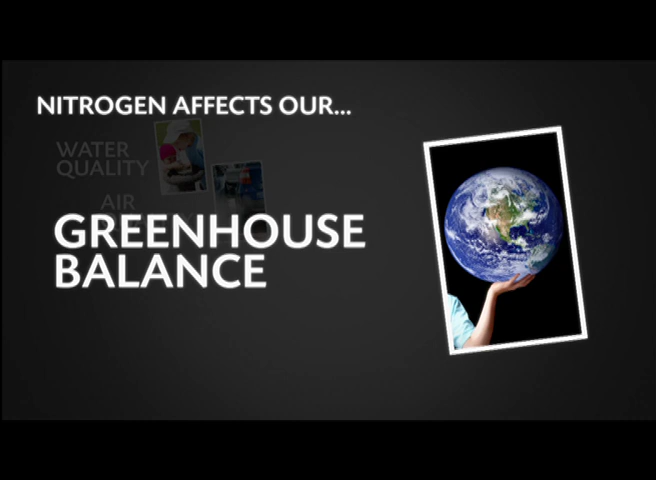 NITROGEN AFFECTS OUR...
WATER
QUALITY
AIR
GREENHOUSE
BALANCE